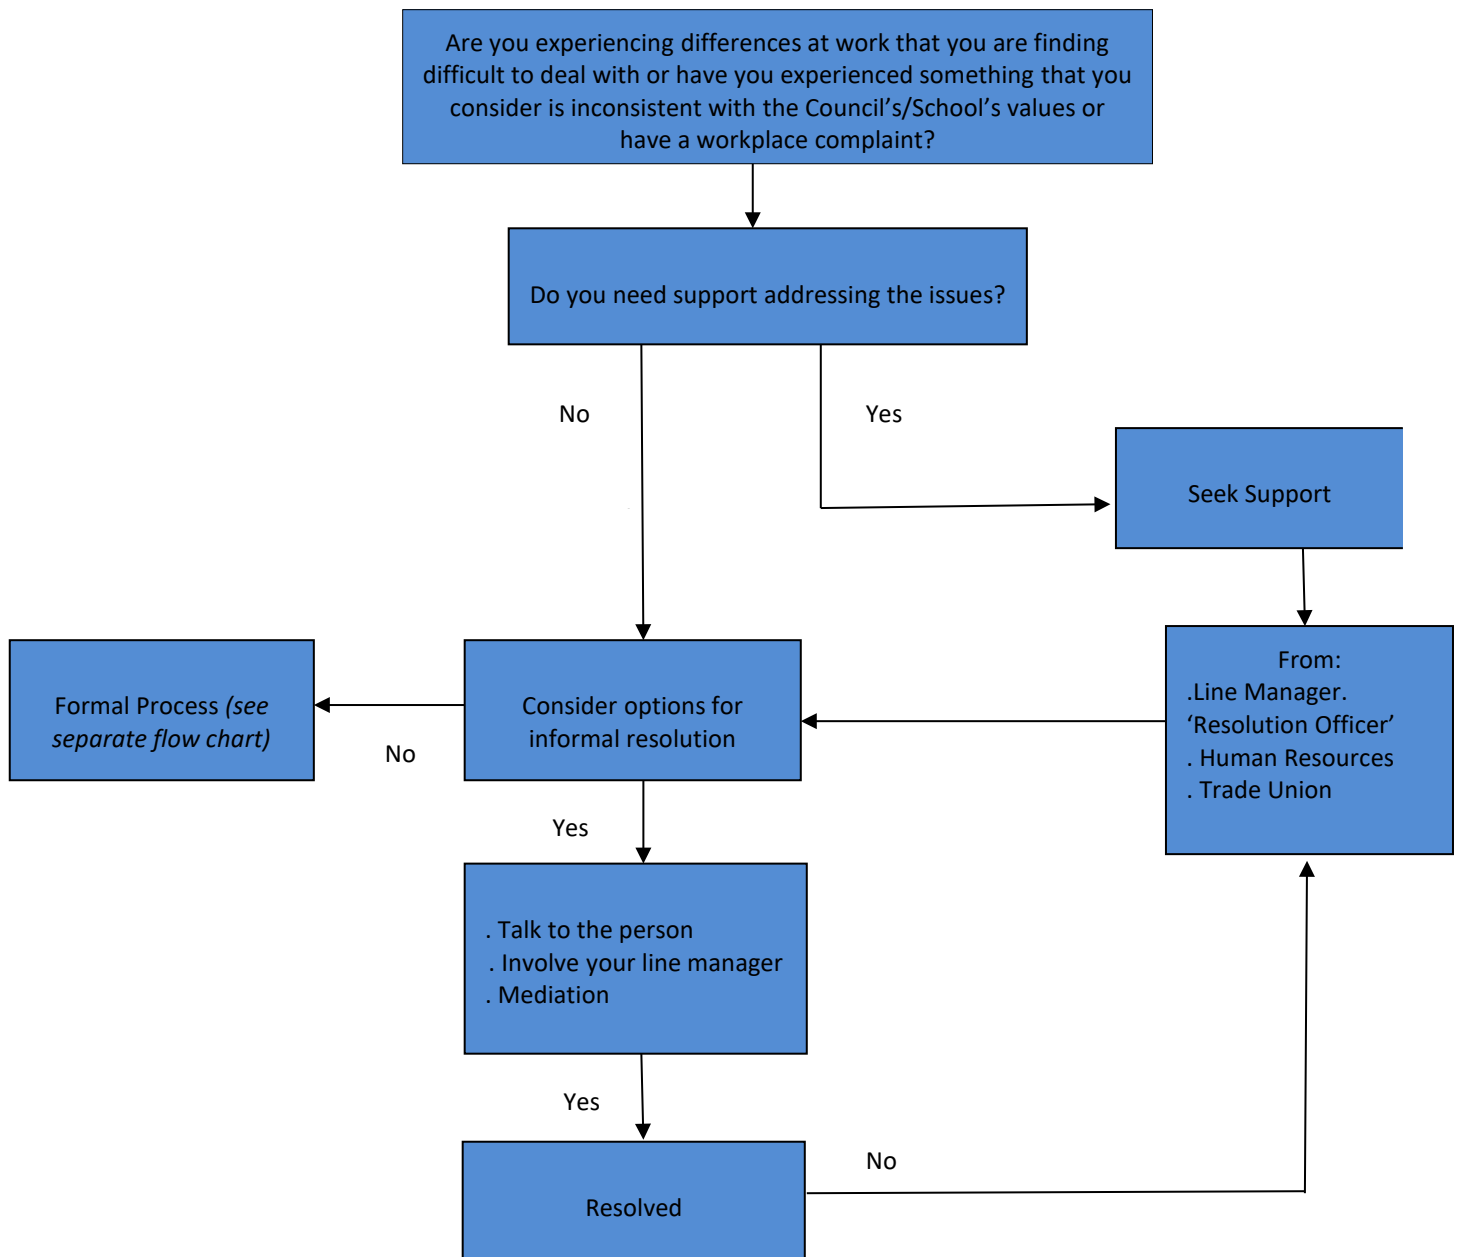 Are you experiencing differences at work that you are finding
difficult to deal with or have you experienced something that you
consider is inconsistent with the Council’s/School’s values or
have a workplace complaint?
Do you need support addressing the issues?
No
Yes
Seek Support
From:
.Line Manager.
‘Resolution Officer’
. Human Resources
. Trade Union
Consider options for
informal resolution
Formal Process (see
separate flow chart)
No
Yes
. Talk to the person
. Involve your line manager
. Mediation
Yes
No
Resolved